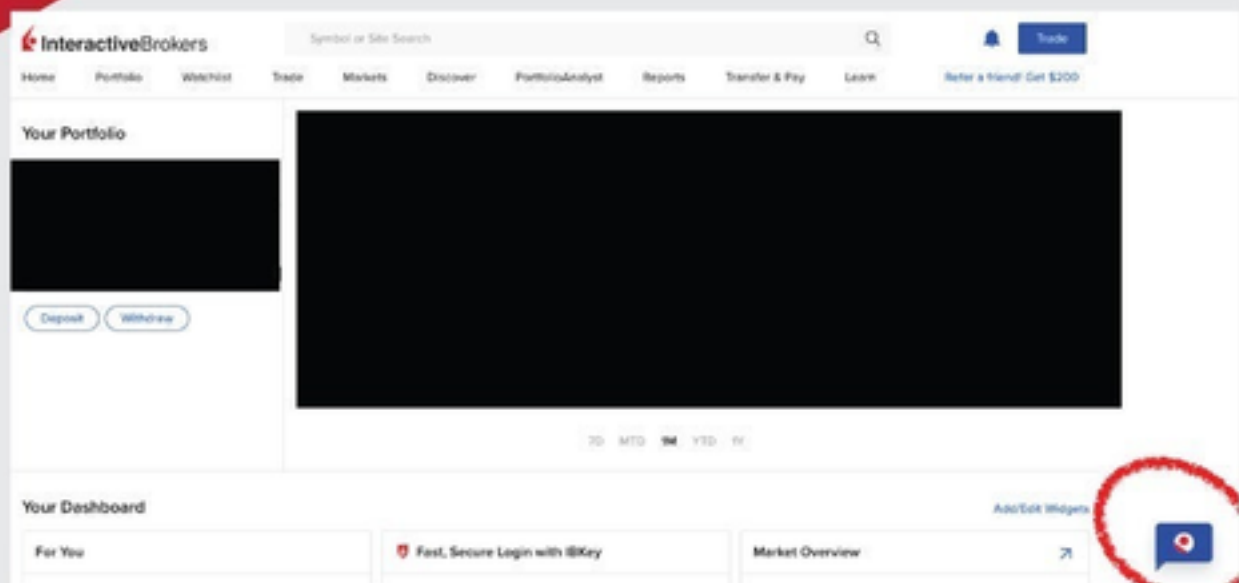 InteractiveBrokers
Symbol or Site Search
Trade
Home Portfolio Watchlist Trade Markets Discover PortfolioAnalyst Reports Transfer & Pay Learn Refer a friend! Get $200
Your Portfolio
Deposit Withdraw
7D MTD 1M YTD 1Y
Your Dashboard
Add/Edit Widgets
For You
Fast, Secure Login with IBKey
Market Overview